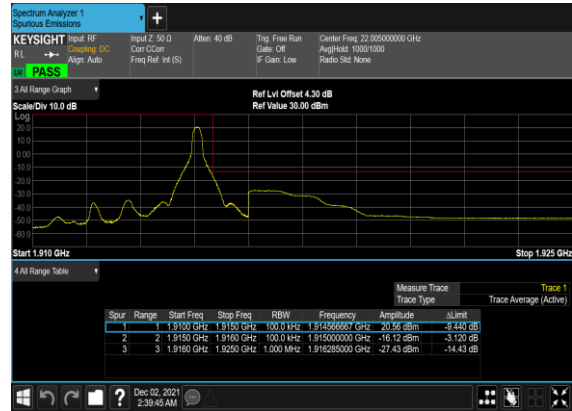 Spectrum Analyzer 1
Spurious Emissions
KEYSIGHT Input: RF Input Z: 50 Ω Atten: 40 dB Trig: Free Run Center Freq: 22.005000000 GHz
RL Coupling: DC Corr CCorr Gate: Off Avg|Hold: 1000/1000
Align: Auto Freq Ref: Int (S) IF Gain: Low Radio Std: None
LW PASS
3 All Range Graph
Ref Lvl Offset 4.30 dB
Scale/Div 10.0 dB Ref Value 30.00 dBm
Log
20.0
10.0
0.00
-10.0
-20.0
-30.0
-40.0
-50.0
-60.0
Start 1.910 GHz Stop 1.925 GHz
4 All Range Table
Measure Trace Trace 1
Trace Type Trace Average (Active)
Spur Range Start Freq Stop Freq RBW Frequency Amplitude ΔLimit
1 1 1.9100 GHz 1.9150 GHz 100.0 kHz 1.914566667 GHz 20.56 dBm -9.440 dB
2 2 1.9150 GHz 1.9160 GHz 100.0 kHz 1.915000000 GHz -16.12 dBm -3.120 dB
3 3 1.9160 GHz 1.9250 GHz 1.000 MHz 1.916285000 GHz -27.43 dBm -14.43 dB
Dec 02, 2021
2:39:45 AM